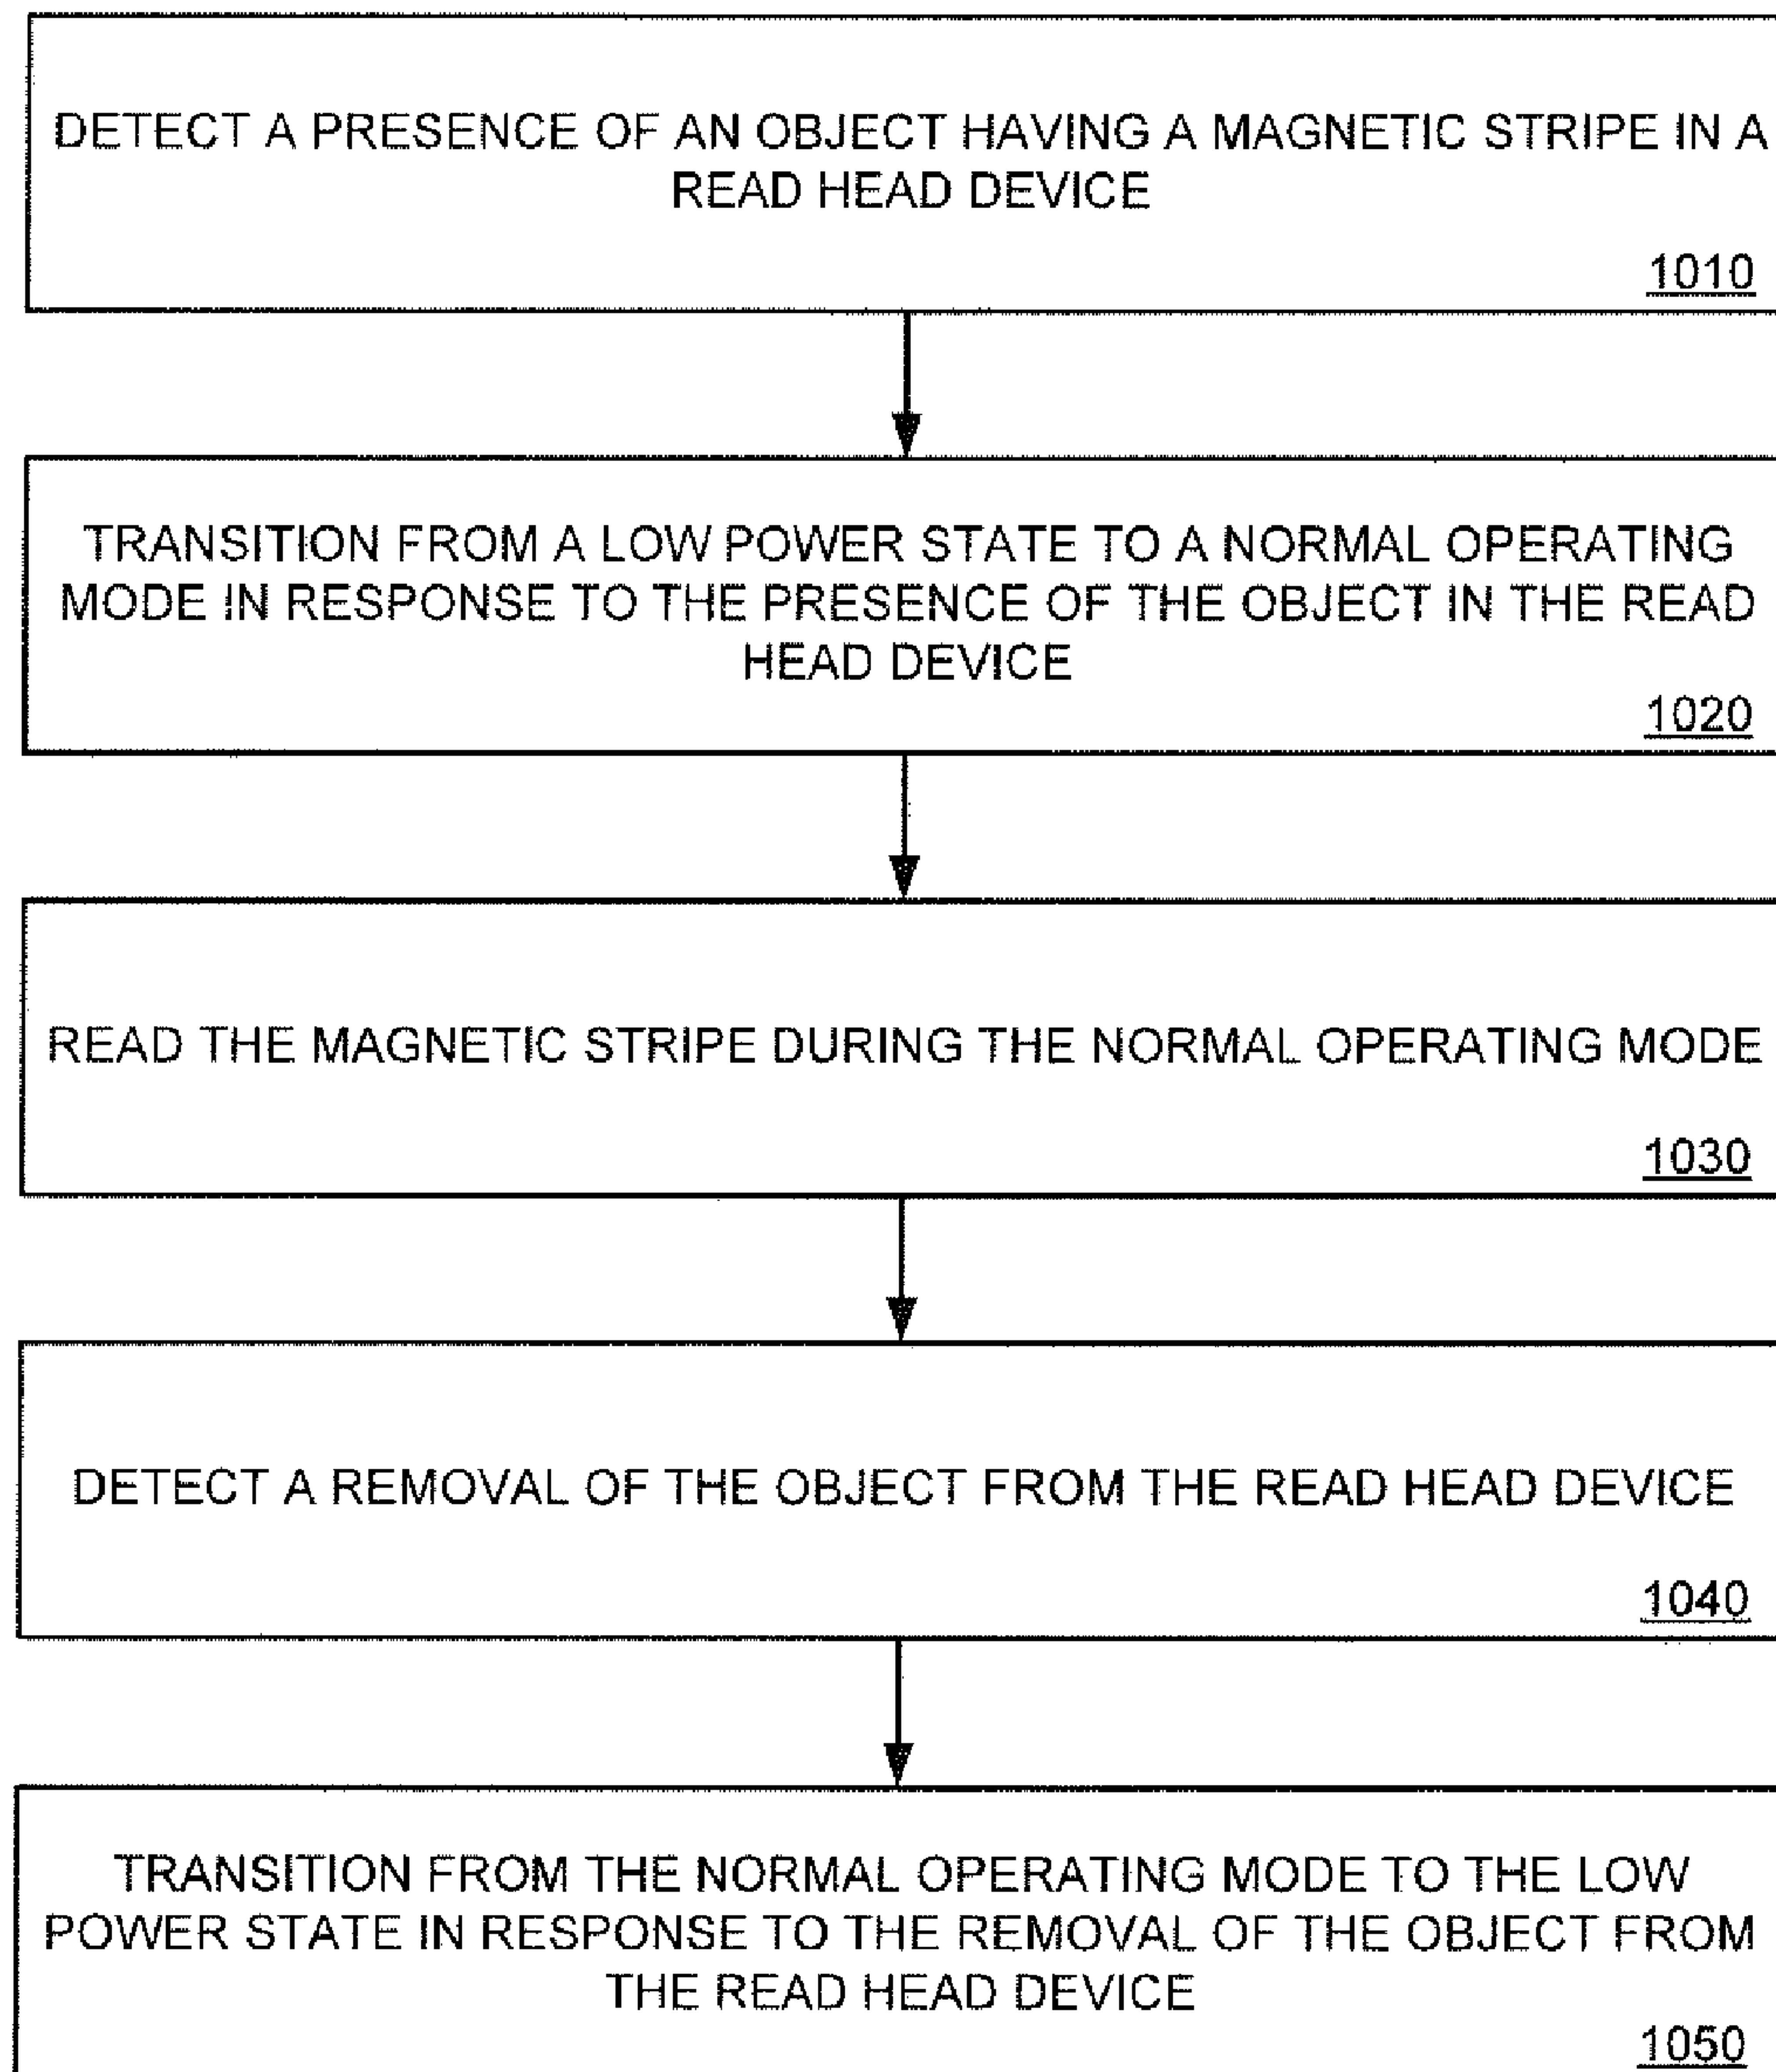 DETECT A PRESENCE OF AN OBJECT HAVING A MAGNETIC STRIPE IN A
READ HEAD DEVICE
1010
TRANSITION FROM A LOW POWER STATE TO A NORMAL OPERATING
MODE IN RESPONSE TO THE PRESENCE OF THE OBJECT IN THE READ
HEAD DEVICE
1020
READ THE MAGNETIC STRIPE DURING THE NORMAL OPERATING MODE
1030
DETECT A REMOVAL OF THE OBJECT FROM THE READ HEAD DEVICE
1040
TRANSITION FROM THE NORMAL OPERATING MODE TO THE LOW
POWER STATE IN RESPONSE TO THE REMOVAL OF THE OBJECT FROM
THE READ HEAD DEVICE
1050